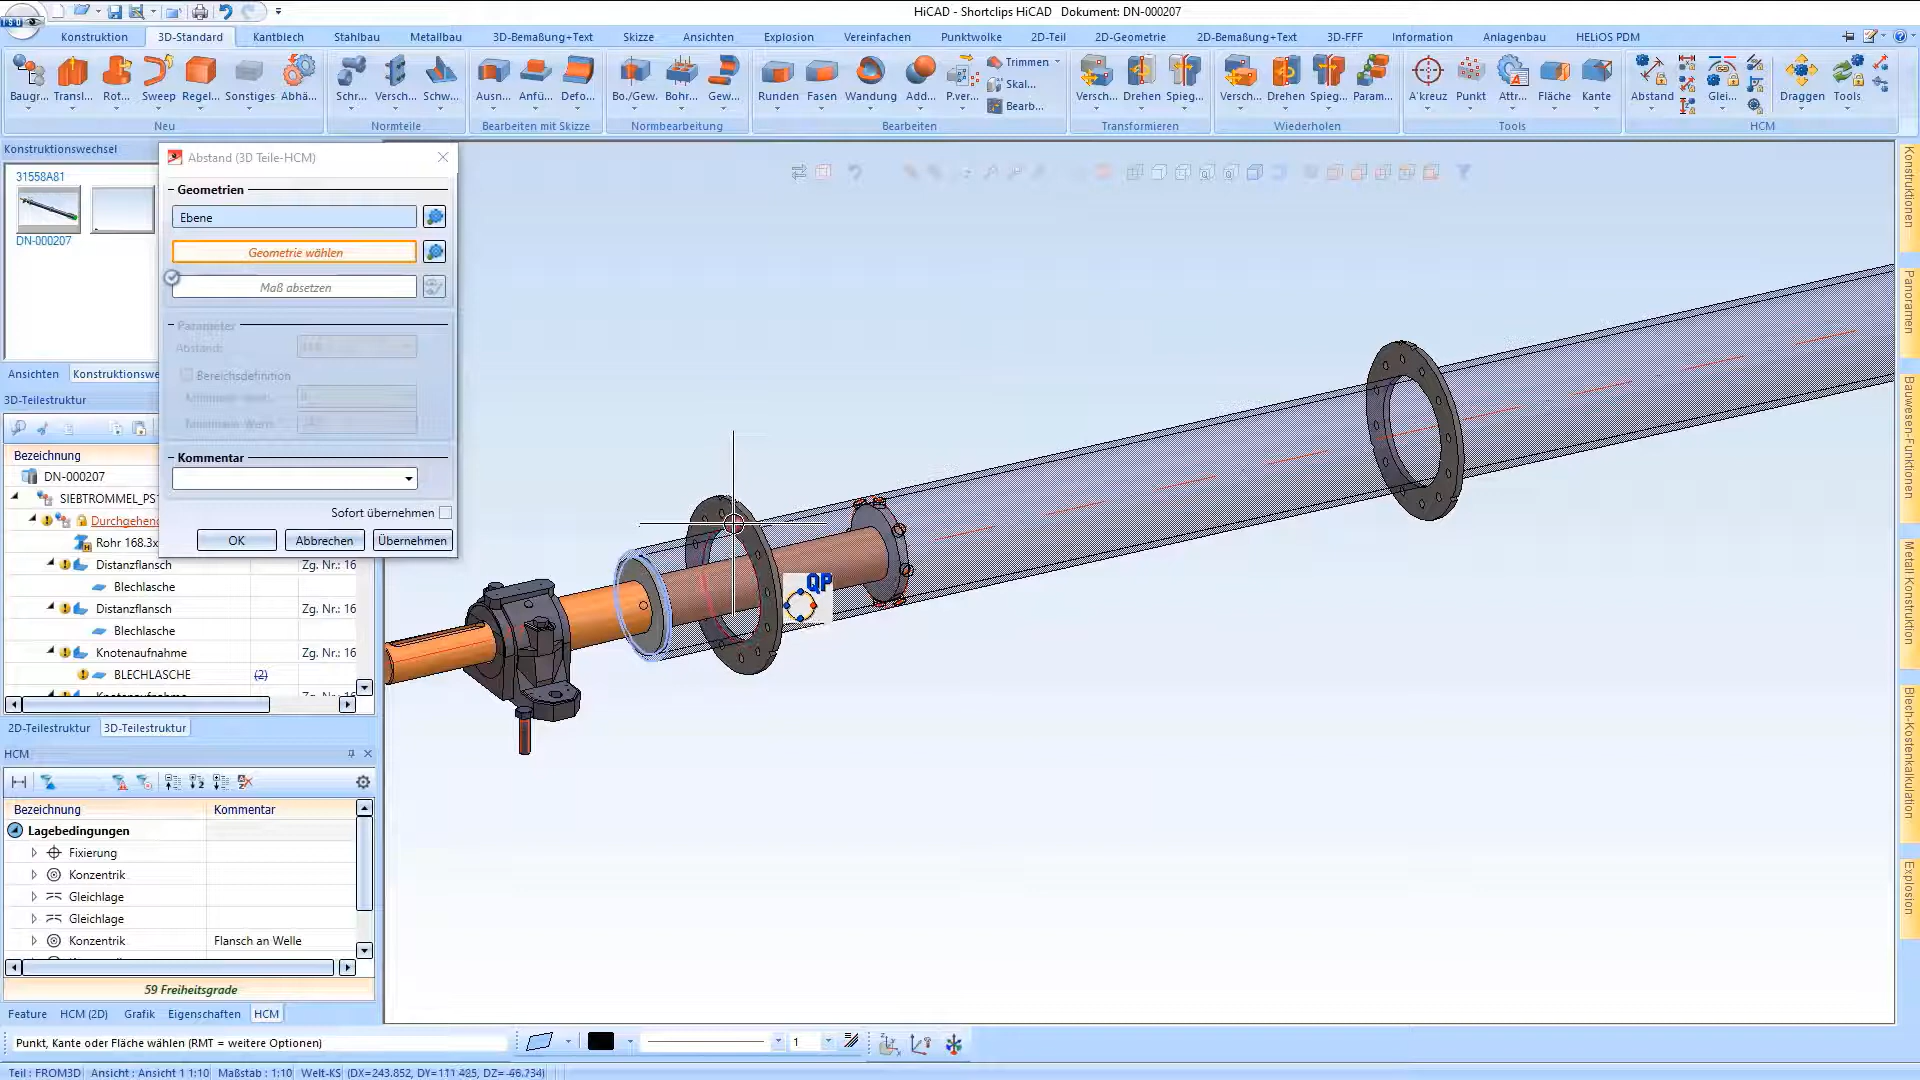 HiCAD - Shortclips HiCAD   Dokument: DN-000207
ISD
Konstruktion   3D-Standard   Kantblech   Stahlbau   Metallbau   3D-Bemaßung+Text   Skizze   Ansichten   Explosion   Vereinfachen   Punktwolke   2D-Teil   2D-Geometrie   2D-Bemaßung+Text   3D-FFF   Information   Anlagenbau   HELiOS PDM
Trimmen
Skal...
Bearb...
Baugr...   Transl...   Rot...   Sweep   Regel...   Sonstiges   Abhä...   Schr...   Versch...   Schw...   Ausn...   Anfü...   Defo...   Bo./Gew.   Bohr...   Gew...   Runden   Fasen   Wandung   Add...   P.ver...   Versch...   Drehen   Spieg...   Versch...   Drehen   Spieg...   Param...   A'kreuz   Punkt   Attr...   Fläche   Kante   Abstand   Glei...   Draggen   Tools
Neu   Normteile   Bearbeiten mit Skizze   Normbearbeitung   Bearbeiten   Transformieren   Wiederholen   Tools   HCM
Konstruktionswechsel
31558A81
DN-000207
Ansichten   Konstruktionswe
3D-Teilestruktur
Bezeichnung
DN-000207
SIEBTROMMEL_PS1
Durchgehend
Rohr 168.3x
Distanzflansch   Zg. Nr.: 16
Blechlasche
Distanzflansch   Zg. Nr.: 16
Blechlasche
Knotenaufnahme   Zg. Nr.: 16
BLECHLASCHE   (2)
Knotenaufnahme   Zg. Nr.: 16
2D-Teilestruktur   3D-Teilestruktur
Abstand (3D Teile-HCM)
Geometrien
Ebene
Geometrie wählen
Maß absetzen
Parameter
Abstand:
Bereichsdefinition
Kommentar
Sofort übernehmen
OK   Abbrechen   Übernehmen
QP
HCM
Bezeichnung   Kommentar
Lagebedingungen
Fixierung
Konzentrik
Gleichlage
Gleichlage
Konzentrik   Flansch an Welle
59 Freiheitsgrade
Feature   HCM (2D)   Grafik   Eigenschaften   HCM
Punkt, Kante oder Fläche wählen (RMT = weitere Optionen)
1
Teil : FROM3D   Ansicht : Ansicht 1 1:10   Maßstab : 1:10   Welt-KS   (DX=243.852, DY=111.485, DZ=-46.734)
Konstruktionen
Panoramen
Bauwesen-Funktionen
Metall Konstruktion
Blech-Kostenkalkulation
Explosion